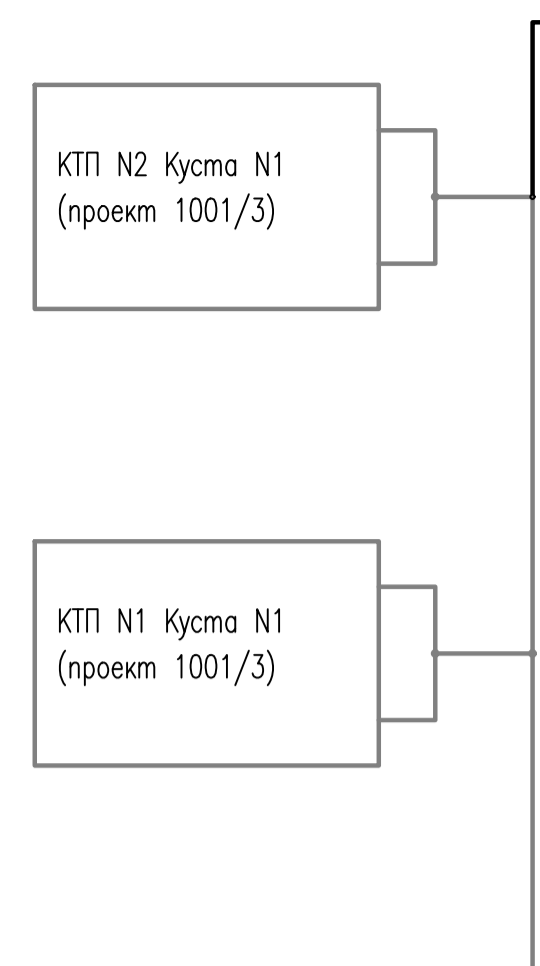 КТП N2 Куста N1
(проект 1001/3)
КТП N1 Куста N1
(проект 1001/3)